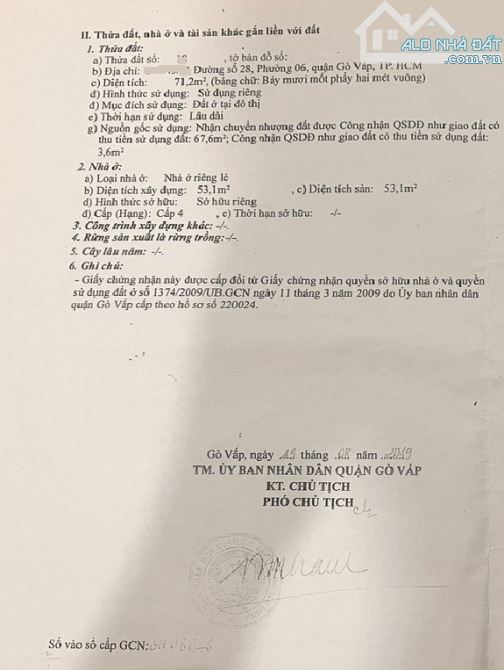 ALO NHÀ ĐẤT
.com.vn
II. Thửa đất, nhà ở và tài sản khác gắn liền với đất
1. Thửa đất:
a) Thửa đất số: , tờ bản đồ số:
b) Địa chỉ: Đường số 28, Phường 06, quận Gò Vấp, TP. HCM
c) Diện tích: 71,2m², (bằng chữ: Bảy mươi mốt phẩy hai mét vuông)
d) Hình thức sử dụng: Sử dụng riêng
đ) Mục đích sử dụng: Đất ở tại đô thị
e) Thời hạn sử dụng: Lâu dài
g) Nguồn gốc sử dụng: Nhận chuyển nhượng đất được Công nhận QSDĐ như giao đất có
thu tiền sử dụng đất: 67,6m²; Công nhận QSDĐ như giao đất có thu tiền sử dụng đất:
3,6m²
2. Nhà ở:
a) Loại nhà ở: Nhà ở riêng lẻ
b) Diện tích xây dựng: 53,1m² , c) Diện tích sàn: 53,1m²
d) Hình thức sở hữu: Sở hữu riêng
đ) Cấp (Hạng): Cấp 4 , e) Thời hạn sở hữu: -/-
3. Công trình xây dựng khác: -/-.
4. Rừng sản xuất là rừng trồng:-/-.
5. Cây lâu năm: -/-.
6. Ghi chú:
- Giấy chứng nhận này được cấp đổi từ Giấy chứng nhận quyền sở hữu nhà ở và quyền
sử dụng đất ở số 1374/2009/UB.GCN ngày 11 tháng 3 năm 2009 do Ủy ban nhân dân
quận Gò Vấp cấp theo hồ sơ số 220024.
Gò Vấp, ngày tháng 08 năm 2019
TM. ỦY BAN NHÂN DÂN QUẬN GÒ VẤP
KT. CHỦ TỊCH
PHÓ CHỦ TỊCH
Số vào sổ cấp GCN: